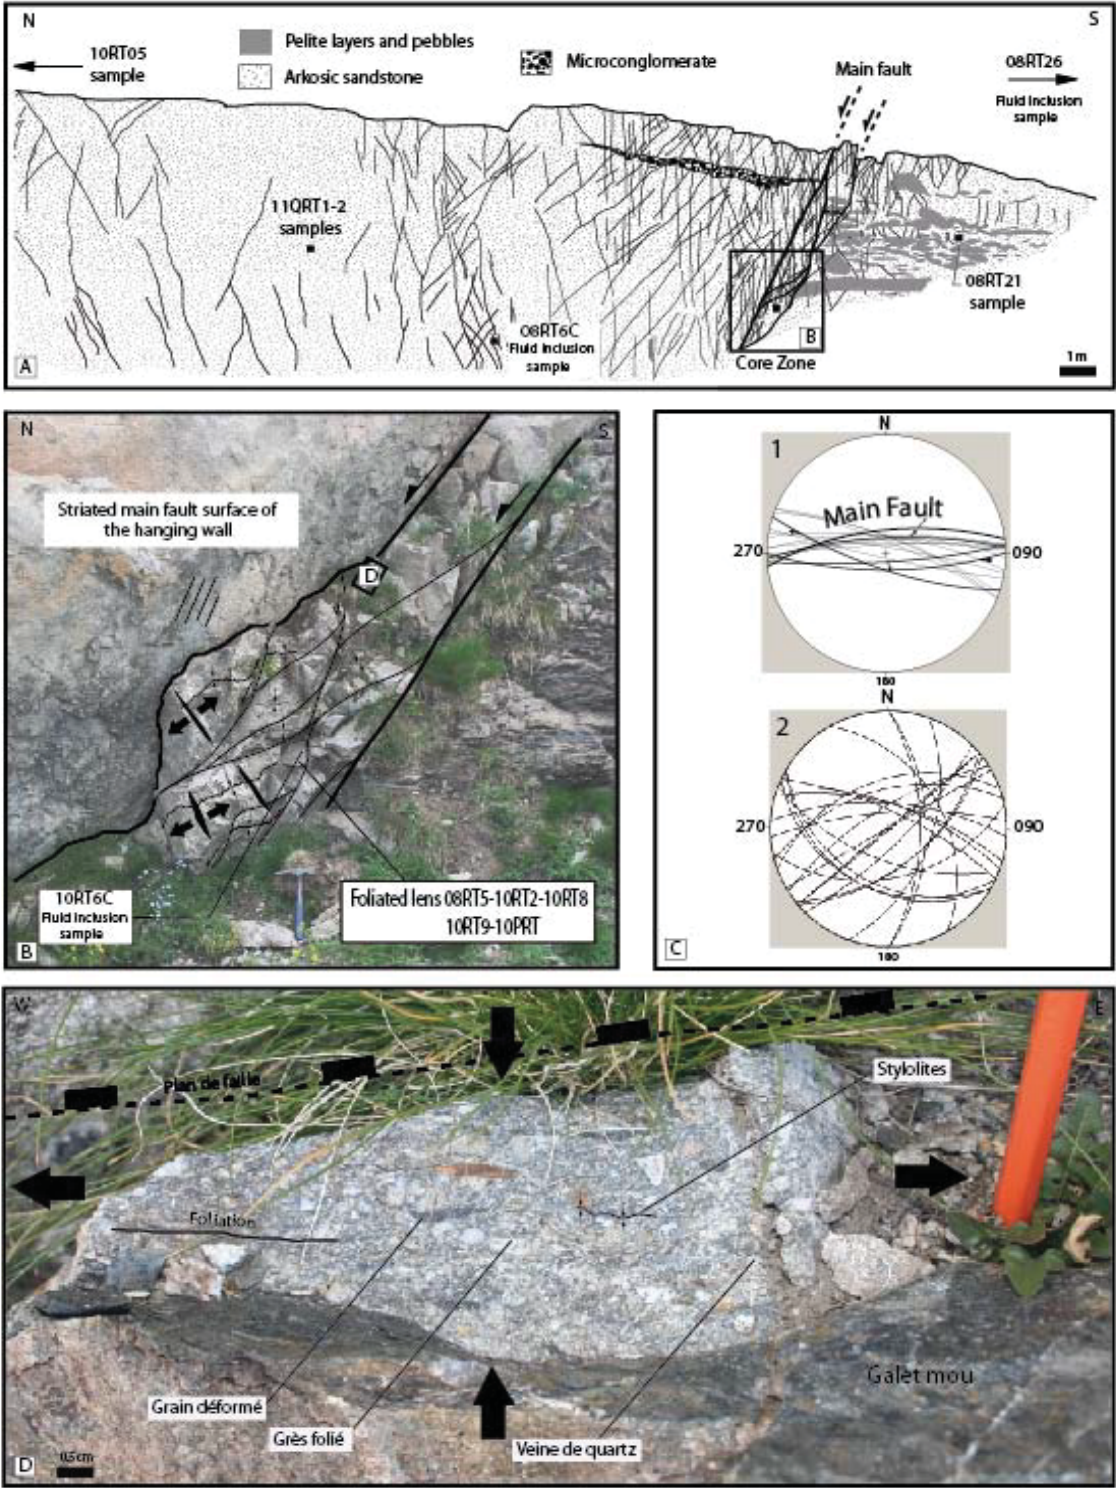 N
S
10RT05
sample
Pelite layers and pebbles
Arkosic sandstone
Microconglomerate
Main fault
08RT26
Fluid inclusion
sample
11QRT1-2
samples
08RT6C
Fluid inclusion
sample
B
Core Zone
08RT21
sample
1 m
A
N
S
Striated main fault surface of
the hanging wall
D
10RT6C
Fluid inclusion
sample
Foliated lens 08RT5-10RT2-10RT8
10RT9-10PRT
B
N
1
Main Fault
270
090
180
N
2
270
090
180
C
W
E
Plan de faille
Stylolites
Foliation
Grain déformé
Grès folié
Veine de quartz
Galet mou
0.5 cm
D